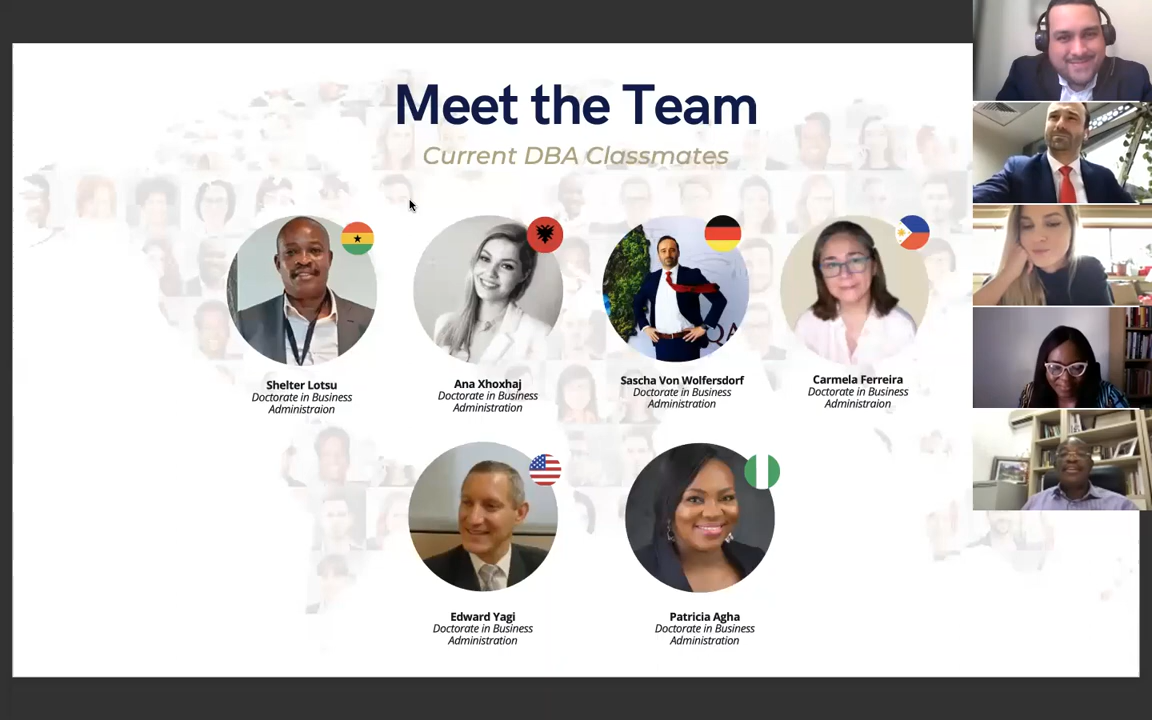 Meet the Team
Current DBA Classmates
Shelter Lotsu
Doctorate in Business
Administraion
Ana Xhoxhaj
Doctorate in Business
Administration
Sascha Von Wolfersdorf
Doctorate in Business
Administration
Carmela Ferreira
Doctorate in Business
Administraion
Edward Yagi
Doctorate in Business
Administration
Patricia Agha
Doctorate in Business
Administration